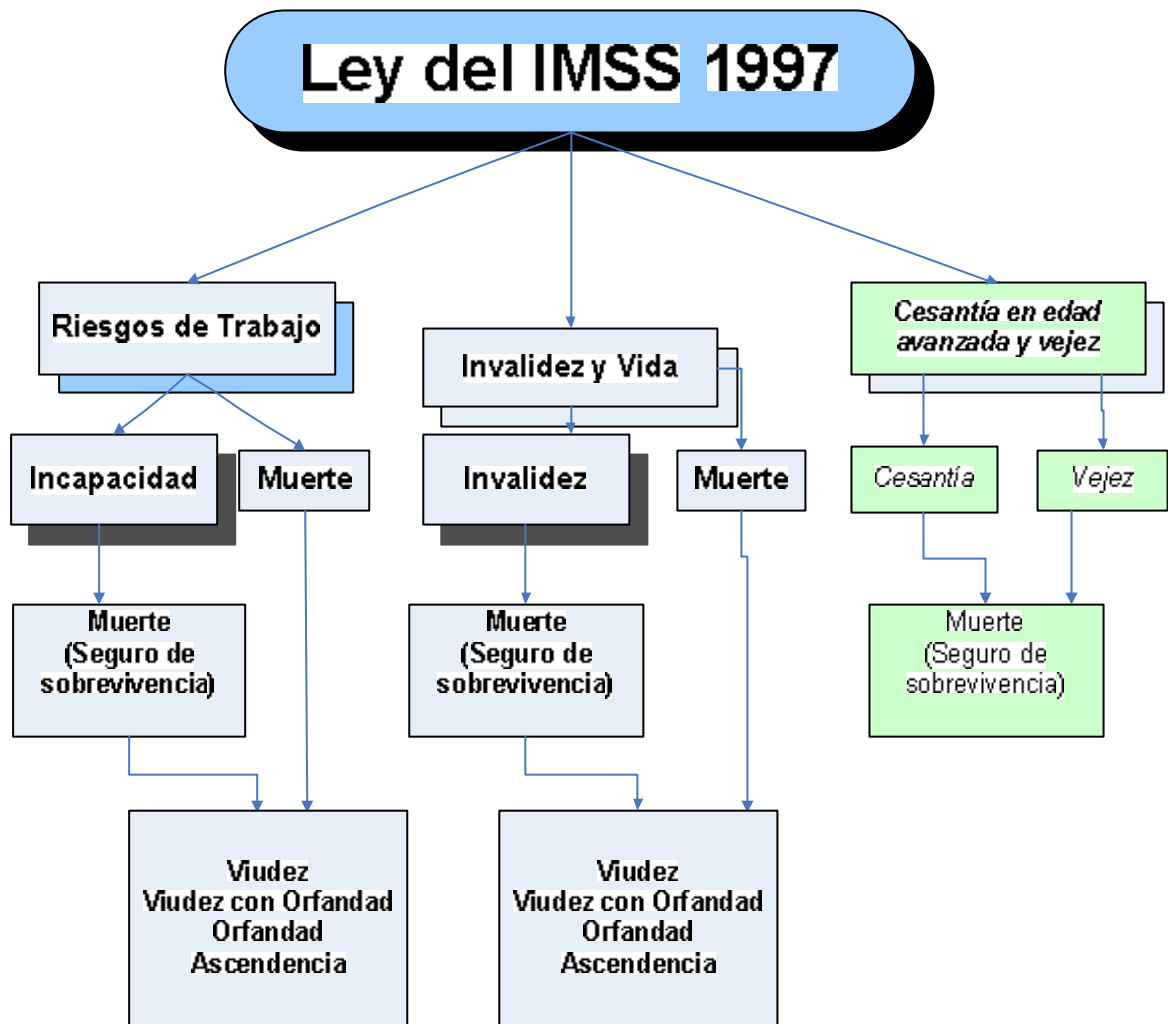 Ley del IMSS 1997
Riesgos de Trabajo
Invalidez y Vida
Cesantía en edad
avanzada y vejez
Incapacidad
Muerte
Invalidez
Muerte
Cesantía
Vejez
Muerte
(Seguro de
sobrevivencia)
Muerte
(Seguro de
sobrevivencia)
Muerte
(Seguro de
sobrevivencia)
Viudez
Viudez con Orfandad
Orfandad
Ascendencia
Viudez
Viudez con Orfandad
Orfandad
Ascendencia